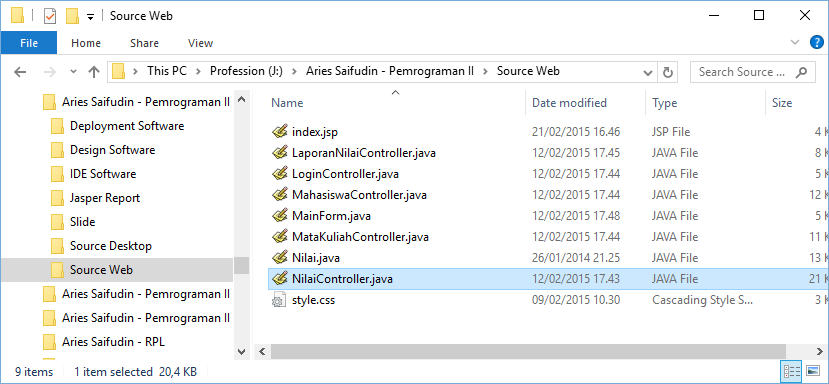 Source Web
File Home Share View
This PC Profession (J:) Aries Saifudin - Pemrograman II Source Web Search Source ...
Aries Saifudin - Pemrograman II
Deployment Software
Design Software
IDE Software
Jasper Report
Slide
Source Desktop
Source Web
Aries Saifudin - Pemrograman II
Aries Saifudin - Pemrograman II
Aries Saifudin - RPL
Name Date modified Type Size
index.jsp 21/02/2015 16.46 JSP File 4 K
LaporanNilaiController.java 12/02/2015 17.45 JAVA File 8 K
LoginController.java 12/02/2015 17.44 JAVA File 5 K
MahasiswaController.java 12/02/2015 17.44 JAVA File 12 K
MainForm.java 12/02/2015 17.48 JAVA File 5 K
MataKuliahController.java 12/02/2015 17.44 JAVA File 11 K
Nilai.java 26/01/2014 21.25 JAVA File 13 K
NilaiController.java 12/02/2015 17.43 JAVA File 21 K
style.css 09/02/2015 10.30 Cascading Style S... 3 K
9 items 1 item selected 20,4 KB